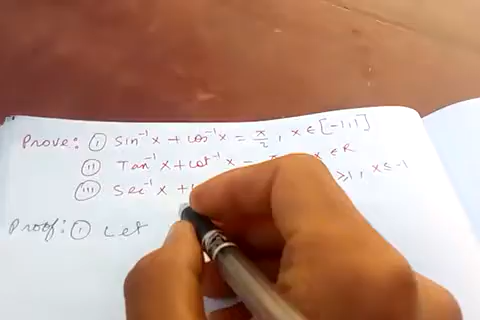 Prove: (i) Sin⁻¹x + Cos⁻¹x = π/2, x ∈ [-1,1]
(ii) Tan⁻¹x + Cot⁻¹x = x ∈ R
(iii) Sec⁻¹x + ≥1, x ≤ -1
Proof: (i) Let